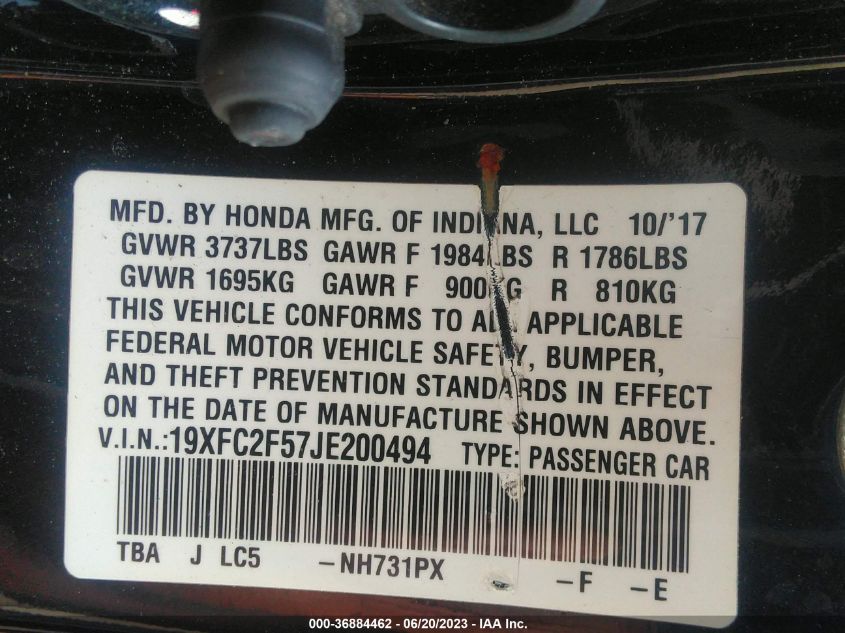 MFD. BY HONDA MFG. OF INDIANA, LLC 10/'17
GVWR 3737LBS GAWR F 1984LBS R 1786LBS
GVWR 1695KG GAWR F 900KG R 810KG
THIS VEHICLE CONFORMS TO ALL APPLICABLE
FEDERAL MOTOR VEHICLE SAFETY, BUMPER,
AND THEFT PREVENTION STANDARDS IN EFFECT
ON THE DATE OF MANUFACTURE SHOWN ABOVE.
V.I.N.:19XFC2F57JE200494 TYPE: PASSENGER CAR
TBA J LC5 -NH731PX -F -E
000-36884462 - 06/20/2023 - IAA Inc.